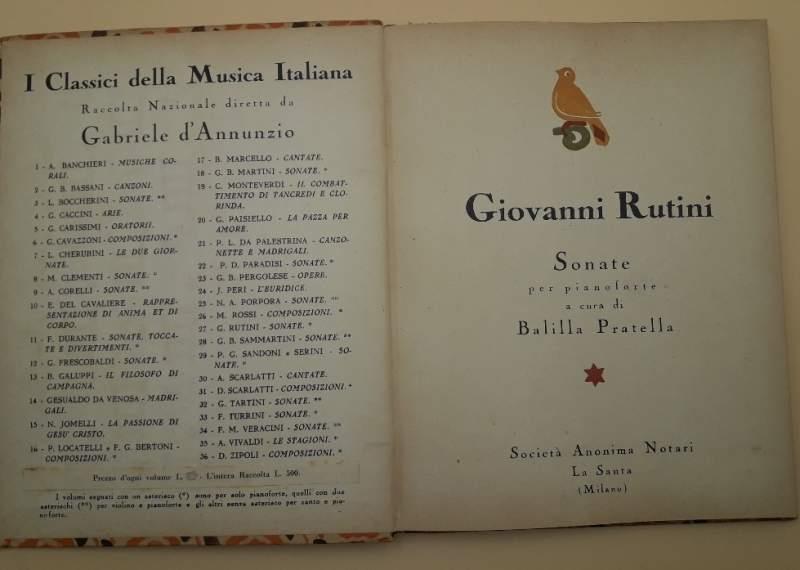 I Classici della Musica Italiana
Raccolta Nazionale diretta da
Gabriele d'Annunzio
1 - A. BANCHIERI - MUSICHE CO-
RALI.
2 - G. B. BASSANI - CANZONI.
3 - L. BOCCHERINI - SONATE. **
4 - G. CACCINI - ARIE.
5 - G. CARISSIMI - ORATORII.
6 - G. CAVAZZONI - COMPOSIZIONI. *
7 - L. CHERUBINI - LE DUE GIOR-
NATE.
8 - M. CLEMENTI - SONATE. *
9 - A. CORELLI - SONATE. **
10 - E. DEL CAVALIERE - RAPPRE-
SENTAZIONE DI ANIMA ET DI
CORPO.
11 - F. DURANTE - SONATE, TOCCA-
TE E DIVERTIMENTI. *
12 - G. FRESCOBALDI - SONATE. *
13 - B. GALUPPI - IL FILOSOFO DI
CAMPAGNA.
14 - GESUALDO DA VENOSA - MADRI-
GALI.
15 - N. JOMELLI - LA PASSIONE DI
GESU' CRISTO.
16 - P. LOCATELLI e F. G. BERTONI -
COMPOSIZIONI. *
17 - B. MARCELLO - CANTATE.
18 - G. B. MARTINI - SONATE. *
19 - C. MONTEVERDI - IL COMBAT-
TIMENTO DI TANCREDI E CLO-
RINDA.
20 - G. PAISIELLO - LA PAZZA PER
AMORE.
21 - P. L. DA PALESTRINA - CANZO-
NETTE E MADRIGALI.
22 - P. D. PARADISI - SONATE. *
23 - G. B. PERGOLESE - OPERE.
24 - J. PERI - L'EURIDICE.
25 - N. A. PORPORA - SONATE. **
26 - M. ROSSI - COMPOSIZIONI. *
27 - G. RUTINI - SONATE. *
28 - G. B. SAMMARTINI - SONATE. **
29 - P. G. SANDONI e SERINI - SO-
NATE. *
30 - A. SCARLATTI - CANTATE.
31 - D. SCARLATTI - COMPOSIZIONI. *
32 - G. TARTINI - SONATE. **
33 - F. TURRINI - SONATE. *
34 - F. M. VERACINI - SONATE. **
35 - A. VIVALDI - LE STAGIONI. *
36 - D. ZIPOLI - COMPOSIZIONI. *
Prezzo d'ogni volume L. . L'intera Raccolta L. 500.
I volumi segnati con un asterisco (*) sono per solo pianoforte, quelli con due
asterischi (**) per violino e pianoforte e gli altri senza asterisco per canto e pia-
noforte.
Giovanni Rutini
Sonate
per pianoforte
a cura di
Balilla Pratella
Società Anonima Notari
La Santa
(Milano)